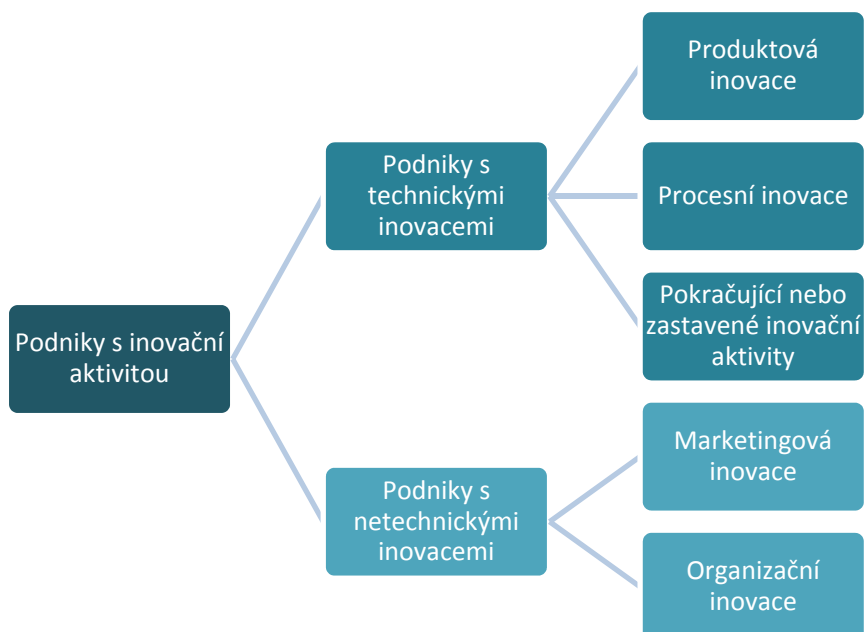 Podniky s inovační
aktivitou
Podniky s
technickými
inovacemi
Produktová
inovace
Procesní inovace
Pokračující nebo
zastavené inovační
aktivity
Podniky s
netechnickými
inovacemi
Marketingová
inovace
Organizační
inovace